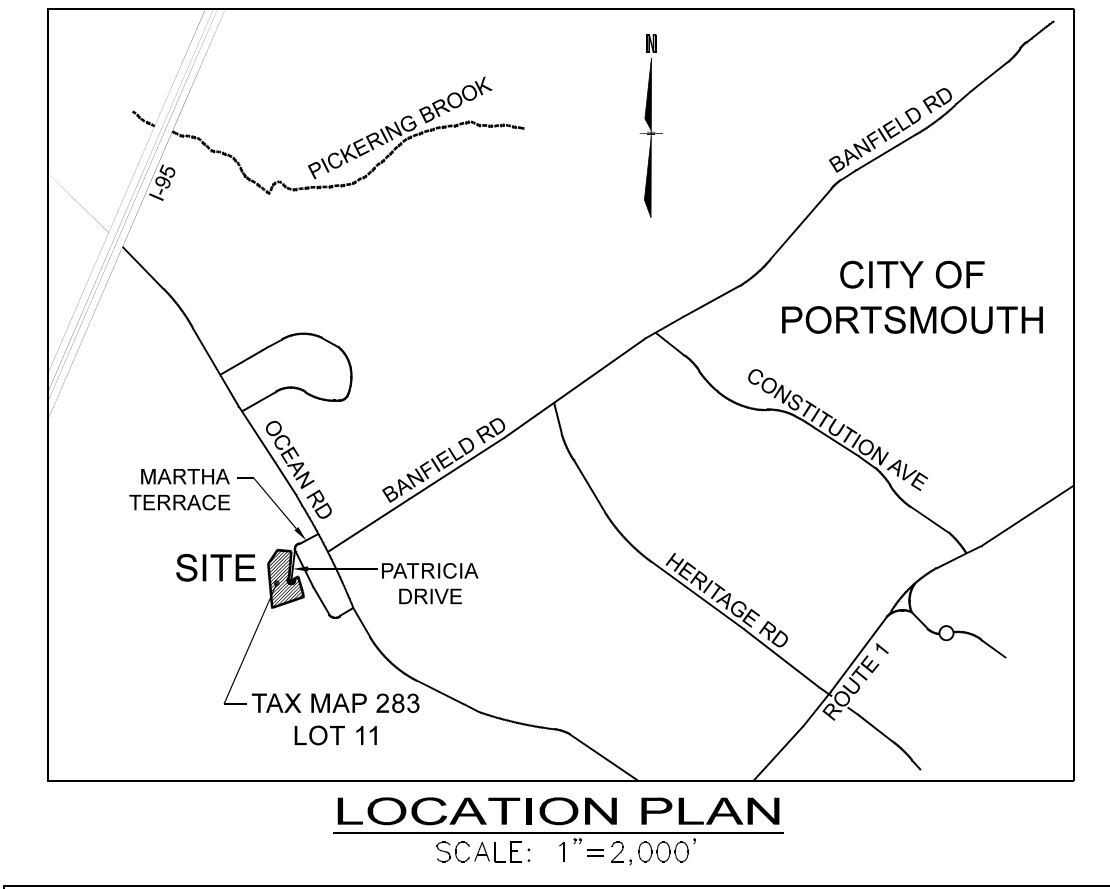 N
BANFIELD RD
PICKERING BROOK
I-95
CITY OF
PORTSMOUTH
CONSTITUTION AVE
OCEAN RD
BANFIELD RD
MARTHA
TERRACE
SITE
PATRICIA
DRIVE
HERITAGE RD
ROUTE 1
TAX MAP 283
LOT 11
LOCATION PLAN
SCALE: 1"=2,000'